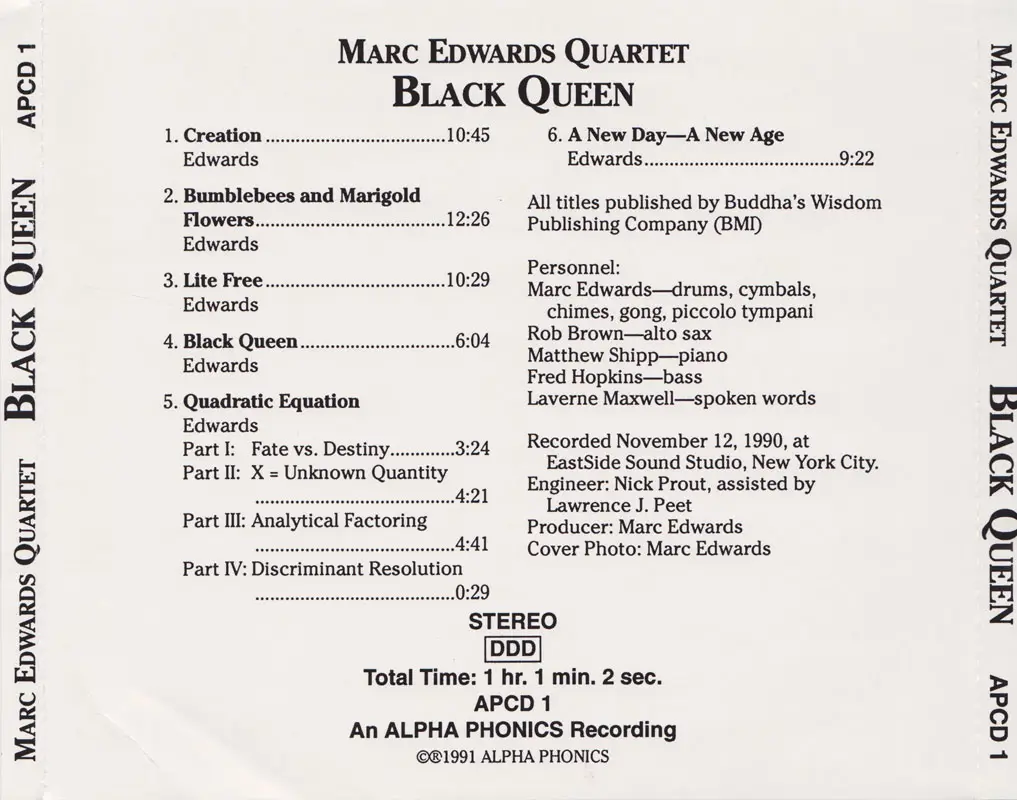 MARC EDWARDS QUARTET
BLACK QUEEN
1. Creation ....................................10:45
Edwards
2. Bumblebees and Marigold
Flowers......................................12:26
Edwards
3. Lite Free....................................10:29
Edwards
4. Black Queen...............................6:04
Edwards
5. Quadratic Equation
Edwards
Part I: Fate vs. Destiny.............3:24
Part II: X = Unknown Quantity
........................................4:21
Part III: Analytical Factoring
........................................4:41
Part IV: Discriminant Resolution
........................................0:29
6. A New Day—A New Age
Edwards.......................................9:22
All titles published by Buddha's Wisdom
Publishing Company (BMI)
Personnel:
Marc Edwards—drums, cymbals,
chimes, gong, piccolo tympani
Rob Brown—alto sax
Matthew Shipp—piano
Fred Hopkins—bass
Laverne Maxwell—spoken words
Recorded November 12, 1990, at
EastSide Sound Studio, New York City.
Engineer: Nick Prout, assisted by
Lawrence J. Peet
Producer: Marc Edwards
Cover Photo: Marc Edwards
STEREO
DDD
Total Time: 1 hr. 1 min. 2 sec.
APCD 1
An ALPHA PHONICS Recording
©®1991 ALPHA PHONICS
MARC EDWARDS QUARTET BLACK QUEEN APCD 1
MARC EDWARDS QUARTET BLACK QUEEN APCD 1